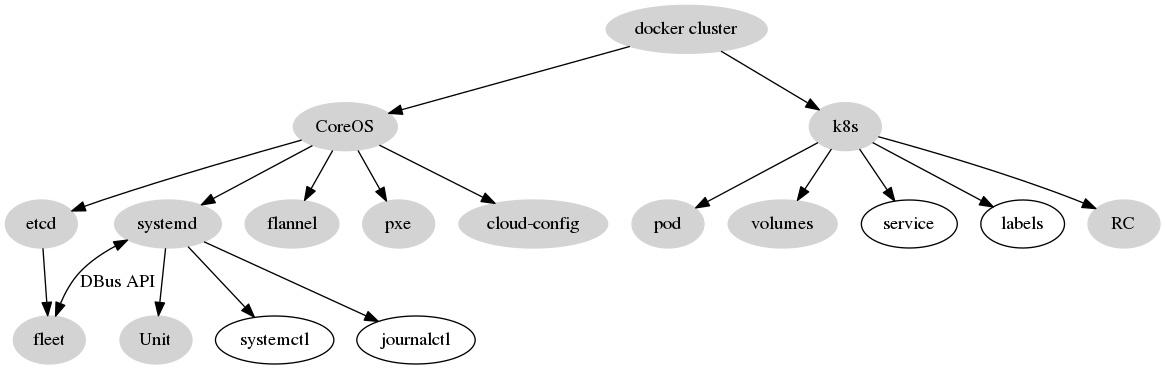 docker cluster
CoreOS
k8s
etcd
systemd
flannel
pxe
cloud-config
pod
volumes
service
labels
RC
DBus API
fleet
Unit
systemctl
journalctl